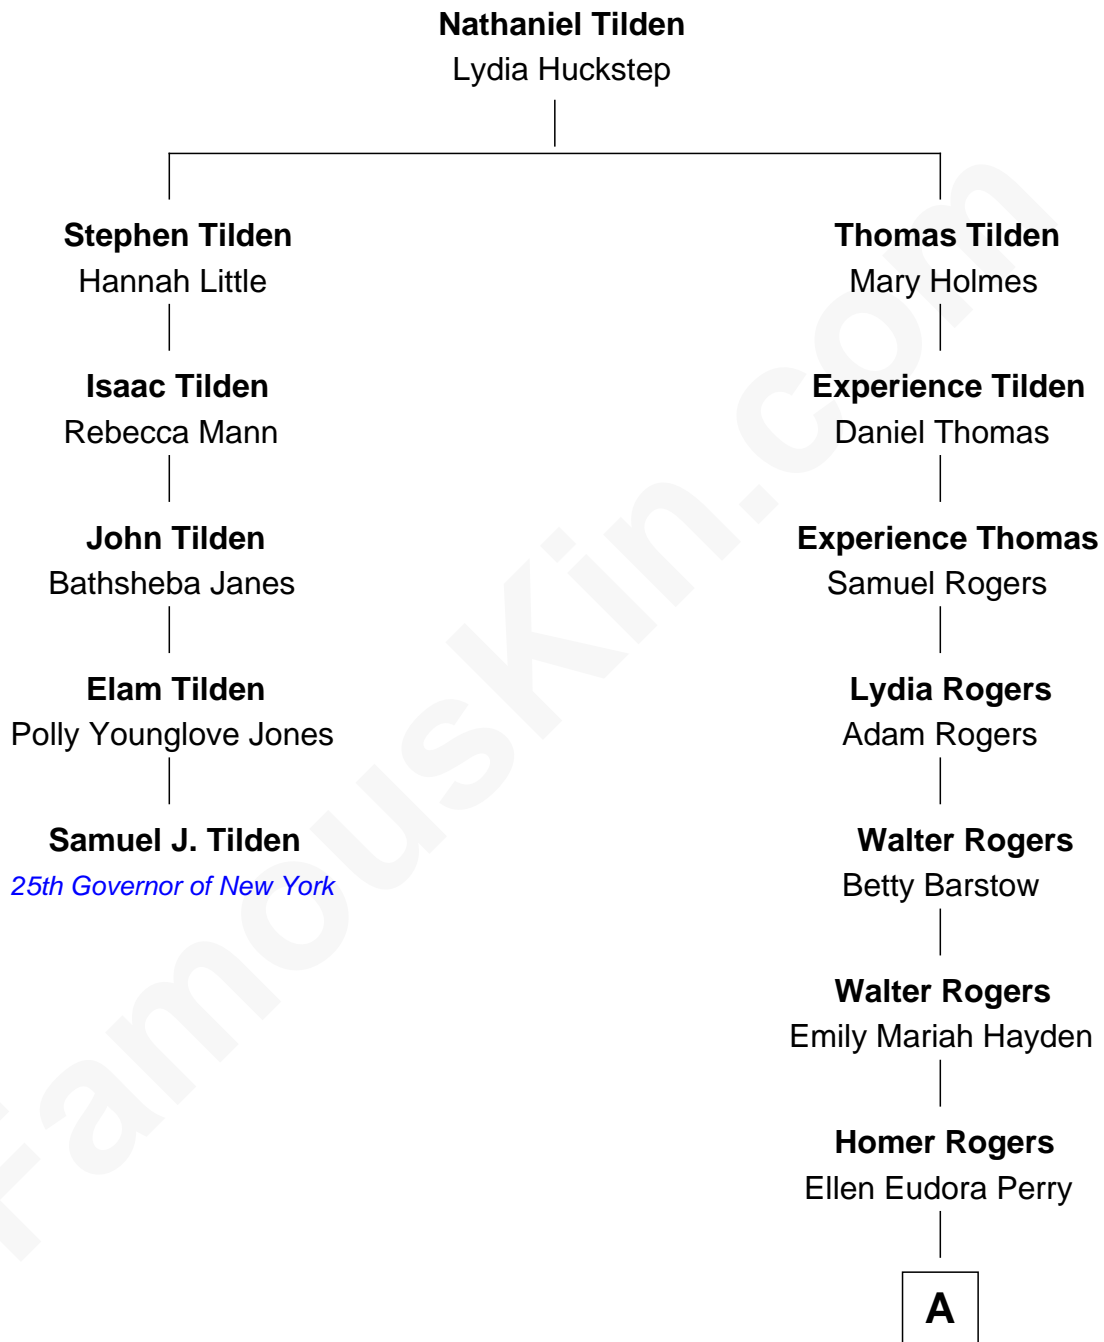 Nathaniel Tilden
Lydia Huckstep
Stephen Tilden
Hannah Little
Isaac Tilden
Rebecca Mann
John Tilden
Bathsheba Janes
Elam Tilden
Polly Younglove Jones
Samuel J. Tilden
25th Governor of New York
Thomas Tilden
Mary Holmes
Experience Tilden
Daniel Thomas
Experience Thomas
Samuel Rogers
Lydia Rogers
Adam Rogers
Walter Rogers
Betty Barstow
Walter Rogers
Emily Mariah Hayden
Homer Rogers
Ellen Eudora Perry
A
FamousKin.com